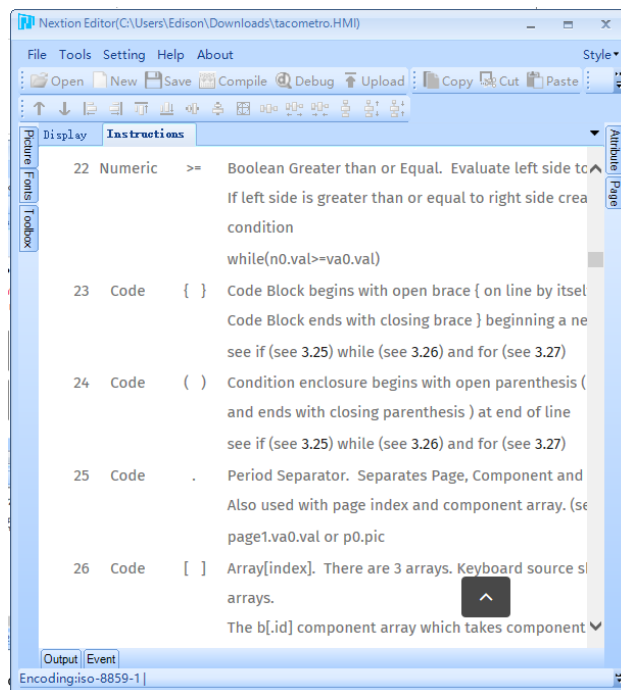 Nextion Editor(C:\Users\Edison\Downloads\tacometro.HMI)
File Tools Setting Help About Style
Open New Save Compile Debug Upload Copy Cut Paste
Picture
Fonts
Toolbox
Display Instructions
Attribute
Page
22 Numeric >= Boolean Greater than or Equal. Evaluate left side to
If left side is greater than or equal to right side crea
condition
while(n0.val>=va0.val)
23 Code { } Code Block begins with open brace { on line by itsel
Code Block ends with closing brace } beginning a ne
see if (see 3.25) while (see 3.26) and for (see 3.27)
24 Code ( ) Condition enclosure begins with open parenthesis (
and ends with closing parenthesis ) at end of line
see if (see 3.25) while (see 3.26) and for (see 3.27)
25 Code . Period Separator. Separates Page, Component and
Also used with page index and component array. (se
page1.va0.val or p0.pic
26 Code [ ] Array[index]. There are 3 arrays. Keyboard source s
arrays.
The b[.id] component array which takes component
Output Event
Encoding:iso-8859-1|